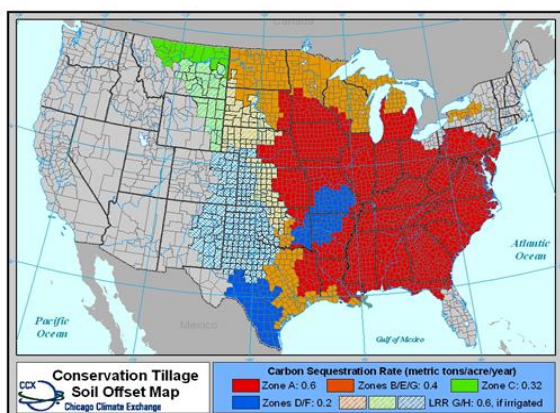 Canada
Pacific
Ocean
Mexico
Gulf of Mexico
Atlantic
Ocean
CCX
Conservation Tillage
Soil Offset Map
Chicago Climate Exchange
Carbon Sequestration Rate (metric tons/acre/year)
Zone A: 0.6
Zones B/E/G: 0.4
Zone C: 0.32
Zones D/F: 0.2
LRR G/H: 0.6, if irrigated